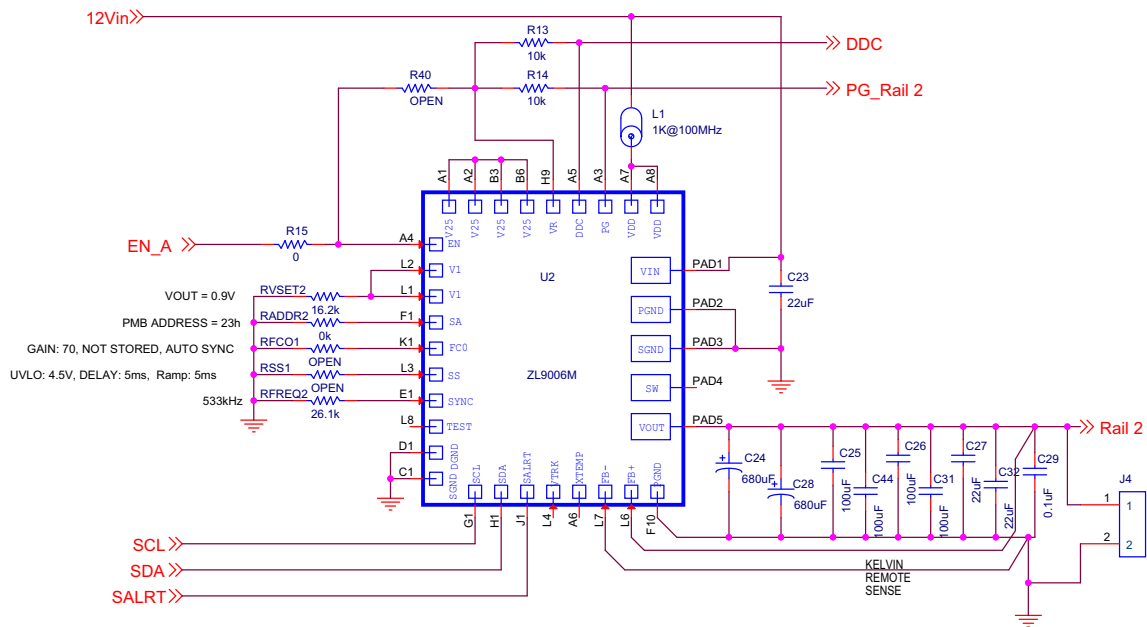 12Vin
R13
10k
DDC
R40
OPEN
R14
10k
PG_Rail 2
L1
1K@100MHz
A1
A2
B3
B6
H9
A5
A3
A7
A8
V25
V25
V25
V25
VR
DDC
PG
VDD
VDD
EN_A
R15
0
A4
EN
L2
V1
U2
VIN
PAD1
C23
22uF
VOUT = 0.9V
RVSET2
16.2k
L1
V1
PGND
PAD2
PMB ADDRESS = 23h
RADDR2
0k
F1
SA
GAIN: 70, NOT STORED, AUTO SYNC
RFCO1
OPEN
K1
FC0
SGND
PAD3
UVLO: 4.5V, DELAY: 5ms, Ramp: 5ms
RSS1
OPEN
L3
SS
ZL9006M
SW
PAD4
533kHz
RFREQ2
26.1k
E1
SYNC
L8
TEST
VOUT
PAD5
Rail 2
D1
DGND
C1
SGND
SCL
SDA
SALRT
VTRK
XTEMP
FB-
FB+
SGND
G1
H1
J1
L4
A6
L7
L6
F10
C24
680uF
C28
680uF
C25
100uF
C44
100uF
C26
100uF
C31
100uF
C27
22uF
C32
22uF
C29
0.1uF
J4
1
1
2
2
SCL
SDA
SALRT
KELVIN
REMOTE
SENSE